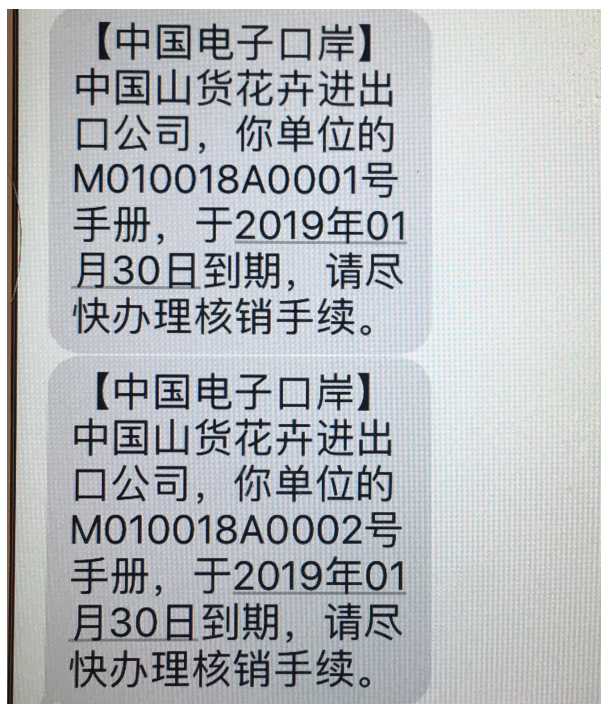 【中国电子口岸】
中国山货花卉进出
口公司，你单位的
M010018A0001号
手册，于2019年01
月30日到期，请尽
快办理核销手续。
【中国电子口岸】
中国山货花卉进出
口公司，你单位的
M010018A0002号
手册，于2019年01
月30日到期，请尽
快办理核销手续。